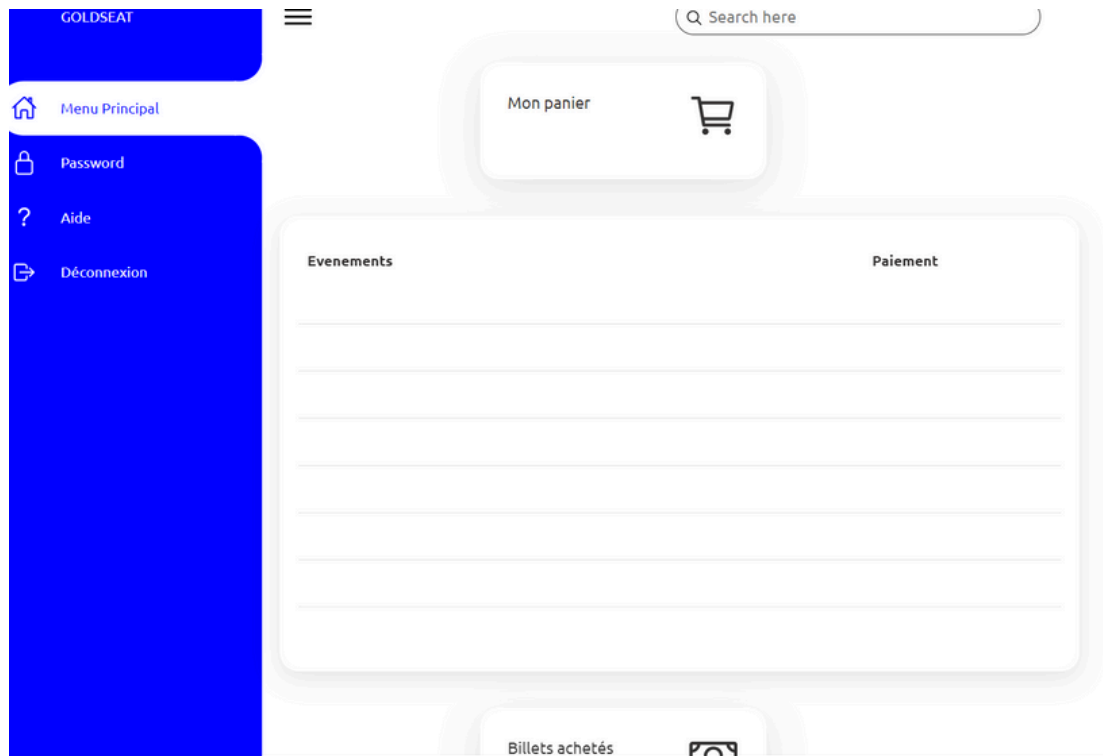 GOLDSEAT
Search here
Menu Principal
Password
? Aide
Déconnexion
Mon panier
Evenements Paiement
Billets achetés